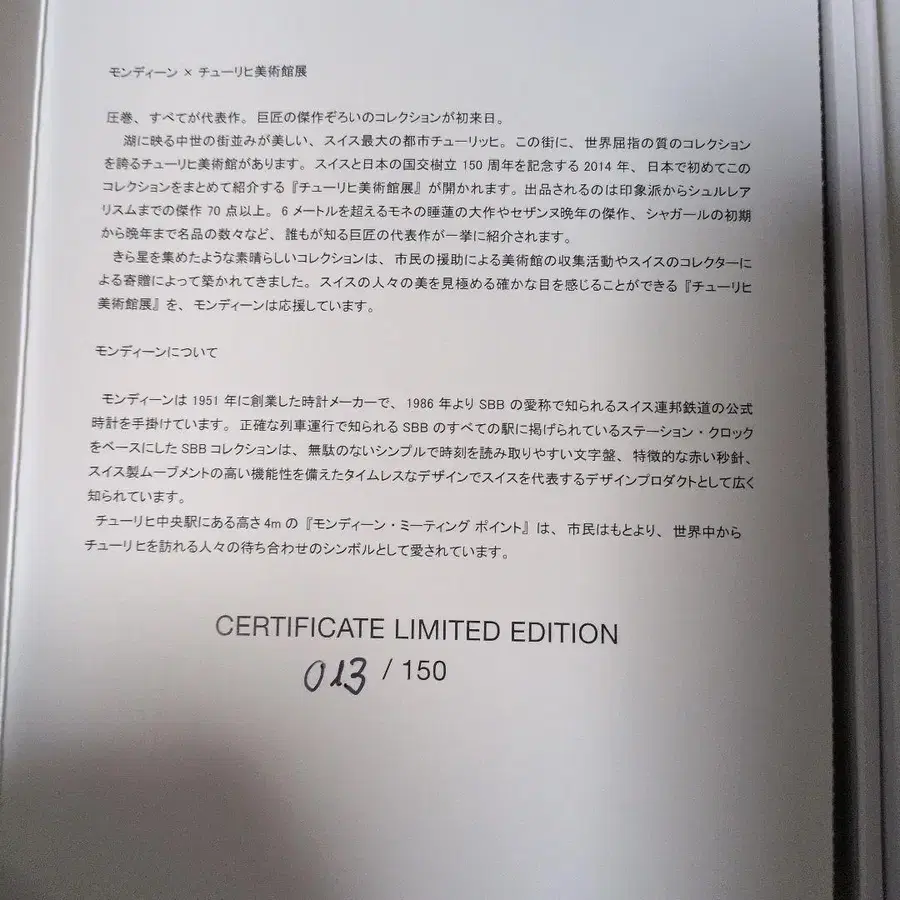 モンディーン × チューリヒ美術館展
圧巻、すべてが代表作。巨匠の傑作ぞろいのコレクションが初来日。
湖に映る中世の街並みが美しい、スイス最大の都市チューリッヒ。この街に、世界屈指の質のコレクション
を誇るチューリヒ美術館があります。スイスと日本の国交樹立 150 周年を記念する 2014 年、日本で初めてこの
コレクションをまとめて紹介する『チューリヒ美術館展』が開かれます。出品されるのは印象派からシュルレア
リスムまでの傑作 70 点以上。6 メートルを超えるモネの睡蓮の大作やセザンヌ晩年の傑作、シャガールの初期
から晩年まで名品の数々など、誰もが知る巨匠の代表作が一挙に紹介されます。
きら星を集めたような素晴らしいコレクションは、市民の援助による美術館の収集活動やスイスのコレクターに
よる寄贈によって築かれてきました。スイスの人々の美を見極める確かな目を感じることができる『チューリヒ
美術館展』を、モンディーンは応援しています。
モンディーンについて
モンディーンは 1951 年に創業した時計メーカーで、1986 年より SBB の愛称で知られるスイス連邦鉄道の公式
時計を手掛けています。正確な列車運行で知られる SBB のすべての駅に掲げられているステーション・クロック
をベースにした SBB コレクションは、無駄のないシンプルで時刻を読み取りやすい文字盤、特徴的な赤い秒針、
スイス製ムーブメントの高い機能性を備えたタイムレスなデザインでスイスを代表するデザインプロダクトとして広く
知られています。
チューリヒ中央駅にある高さ 4m の『モンディーン・ミーティング ポイント』は、市民はもとより、世界中から
チューリヒを訪れる人々の待ち合わせのシンボルとして愛されています。
CERTIFICATE LIMITED EDITION
013 / 150